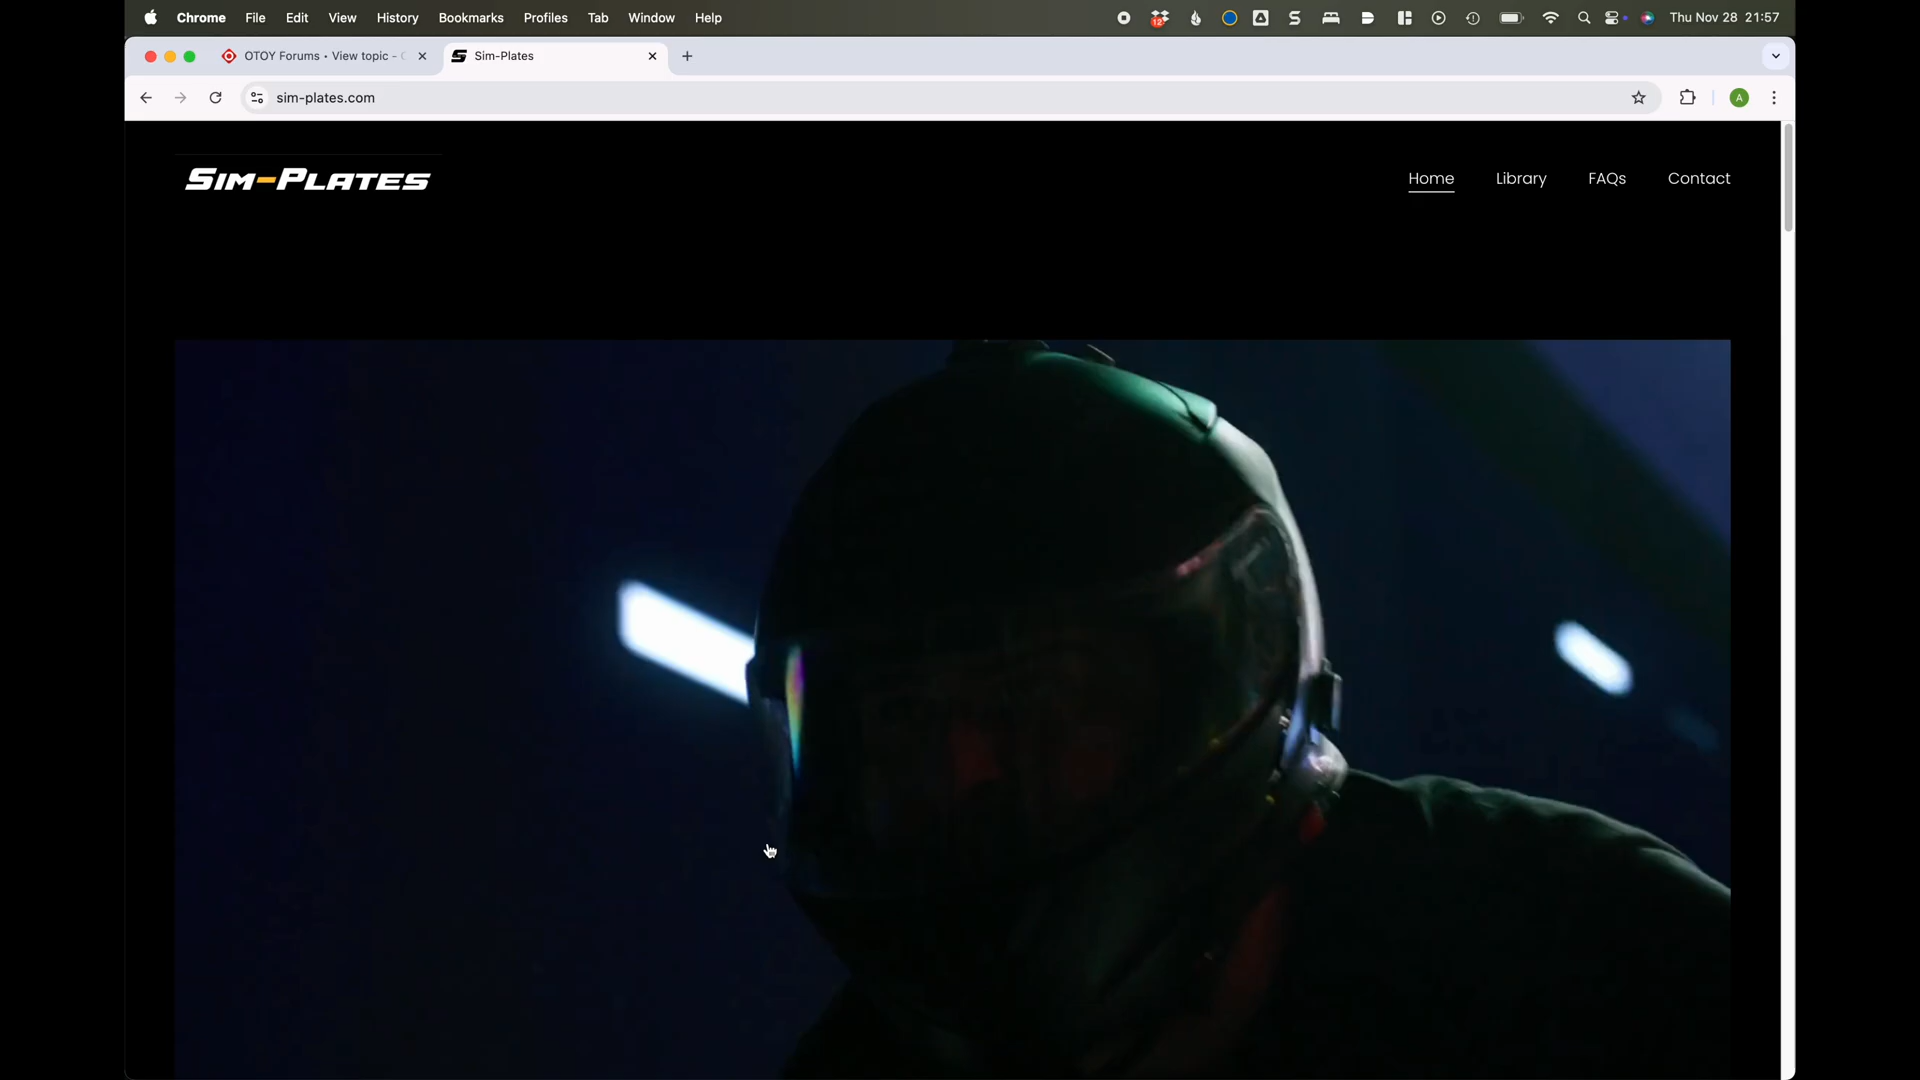 Chrome File Edit View History Bookmarks Profiles Tab Window Help
12
Thu Nov 28 21:57
OTOY Forums • View topic -
Sim-Plates
sim-plates.com
A
SIM-PLATES
Home Library FAQs Contact